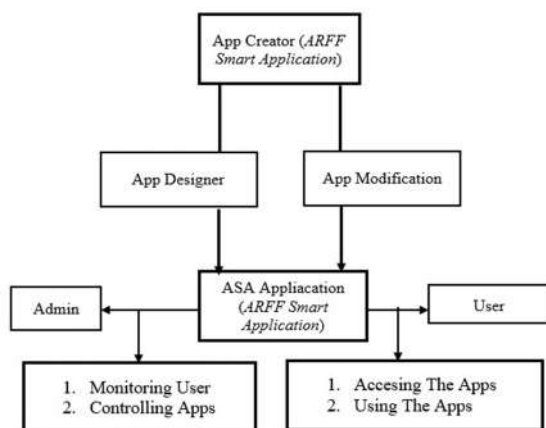 App Creator (ARFF
Smart Application)
App Designer
App Modification
ASA Appliacation
(ARFF Smart
Application)
Admin
User
1. Monitoring User
2. Controlling Apps
1. Accesing The Apps
2. Using The Apps